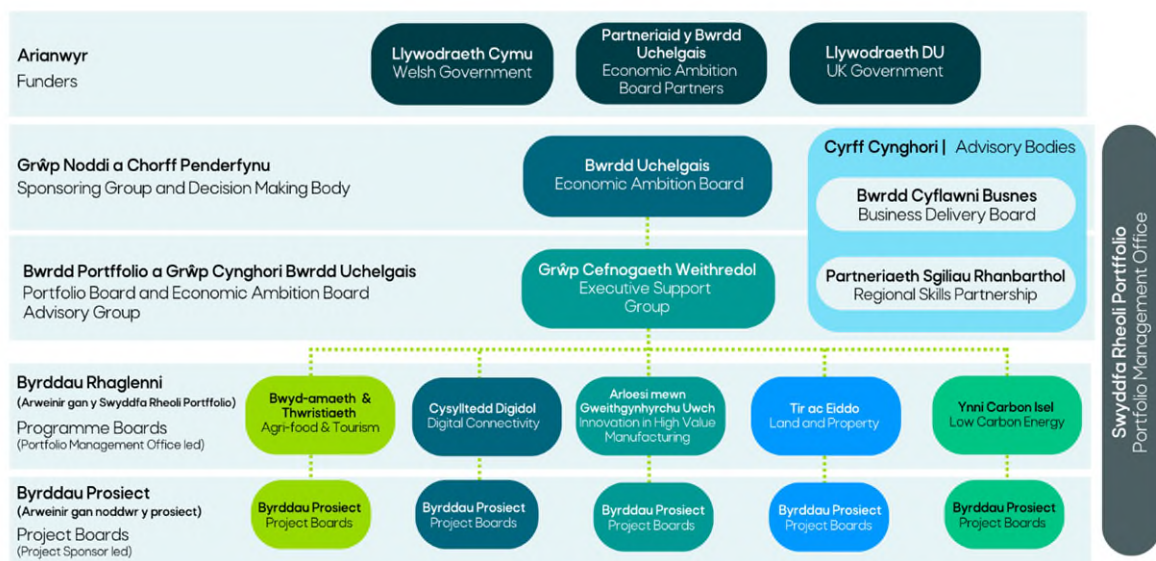 Arianwyr
Funders
Llywodraeth Cymru
Welsh Government
Partneriaid y Bwrdd
Uchelgais
Economic Ambition
Board Partners
Llywodraeth DU
UK Government
Grŵp Noddi a Chorff Penderfynu
Sponsoring Group and Decision Making Body
Bwrdd Uchelgais
Economic Ambition Board
Cyrff Cynghori | Advisory Bodies
Bwrdd Cyflawni Busnes
Business Delivery Board
Partneriaeth Sgiliau Rhanbarthol
Regional Skills Partnership
Bwrdd Portffolio a Grŵp Cynghori Bwrdd Uchelgais
Portfolio Board and Economic Ambition Board
Advisory Group
Grŵp Cefnogaeth Weithredol
Executive Support
Group
Byrddau Rhaglenni
(Arweinir gan y Swyddfa Rheoli Portffolio)
Programme Boards
(Portfolio Management Office led)
Bwyd-amaeth &
Thwristiaeth
Agri-food & Tourism
Cysylltedd Digidol
Digital Connectivity
Arloesi mewn
Gweithgynhyrchu Uwch
Innovation in High Value
Manufacturing
Tir ac Eiddo
Land and Property
Ynni Carbon Isel
Low Carbon Energy
Byrddau Prosiect
(Arweinir gan noddwr y prosiect)
Project Boards
(Project Sponsor led)
Byrddau Prosiect
Project Boards
Byrddau Prosiect
Project Boards
Byrddau Prosiect
Project Boards
Byrddau Prosiect
Project Boards
Byrddau Prosiect
Project Boards
Swyddfa Rheoli Portffolio
Portfolio Management Office